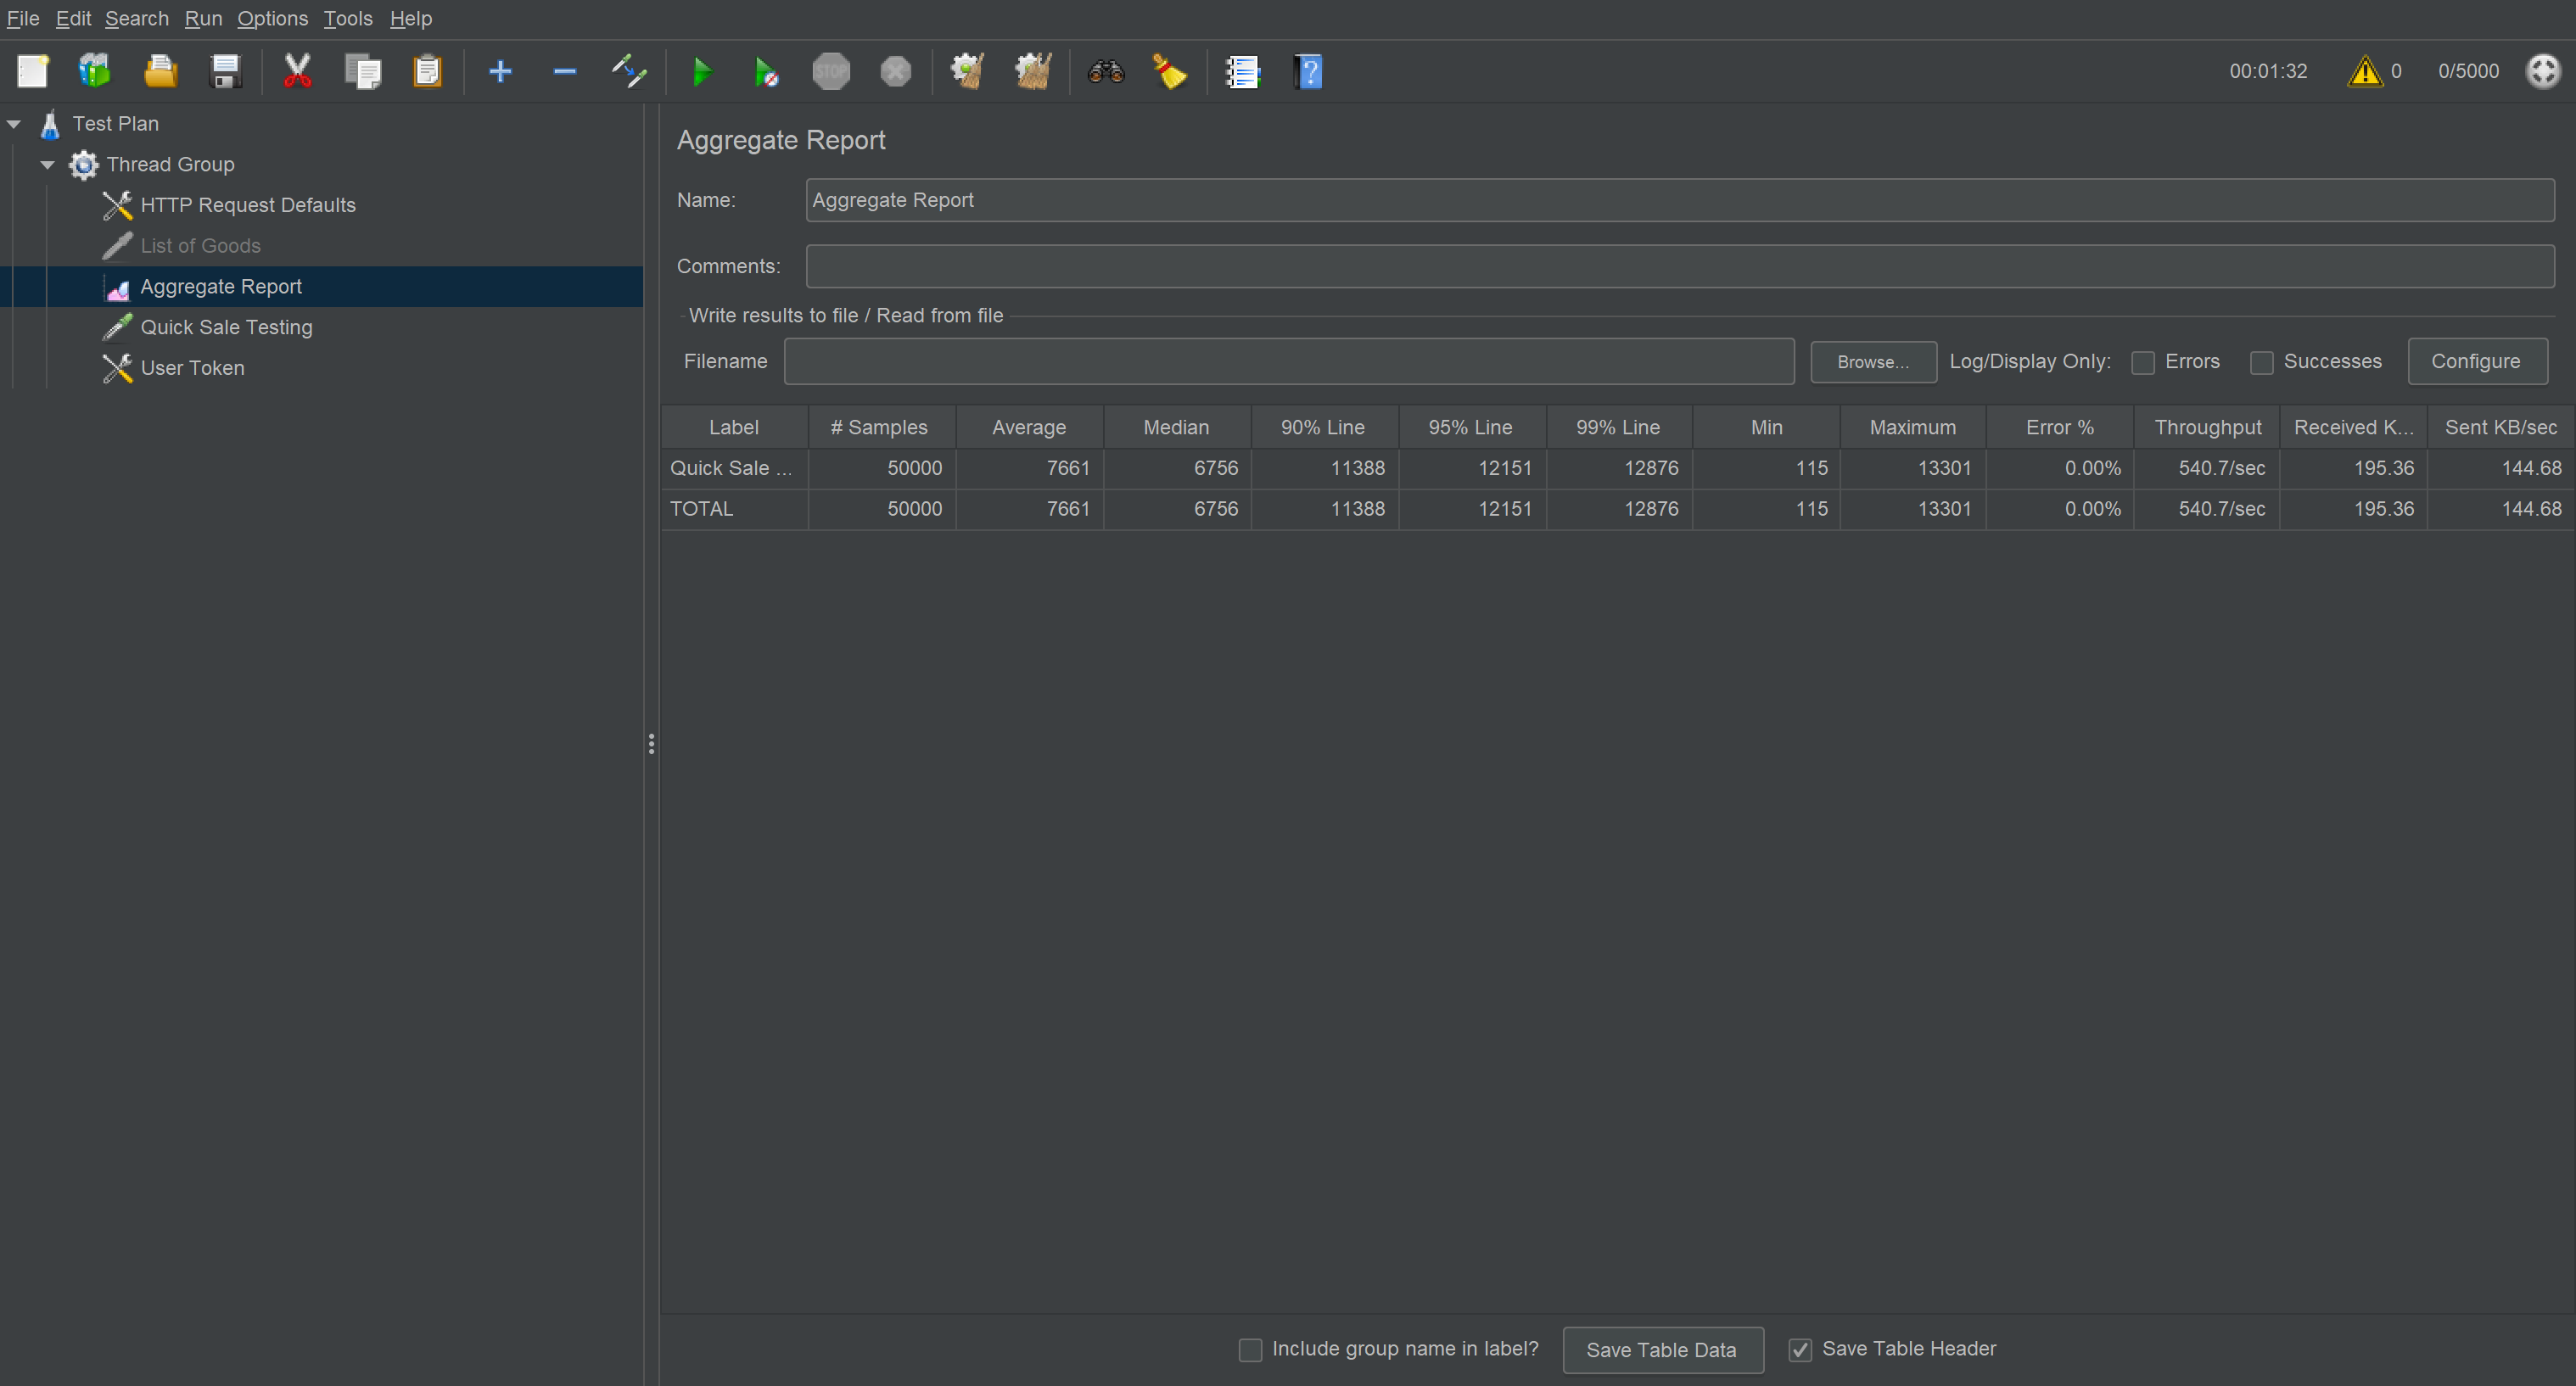 File Edit Search Run Options Tools Help
STOP
00:01:32 0 0/5000
Test Plan
Thread Group
HTTP Request Defaults
List of Goods
Aggregate Report
Quick Sale Testing
User Token
Aggregate Report
Name: Aggregate Report
Comments:
Write results to file / Read from file
Filename Browse... Log/Display Only: Errors Successes Configure
Label # Samples Average Median 90% Line 95% Line 99% Line Min Maximum Error % Throughput Received K... Sent KB/sec
Quick Sale ... 50000 7661 6756 11388 12151 12876 115 13301 0.00% 540.7/sec 195.36 144.68
TOTAL 50000 7661 6756 11388 12151 12876 115 13301 0.00% 540.7/sec 195.36 144.68
Include group name in label? Save Table Data Save Table Header